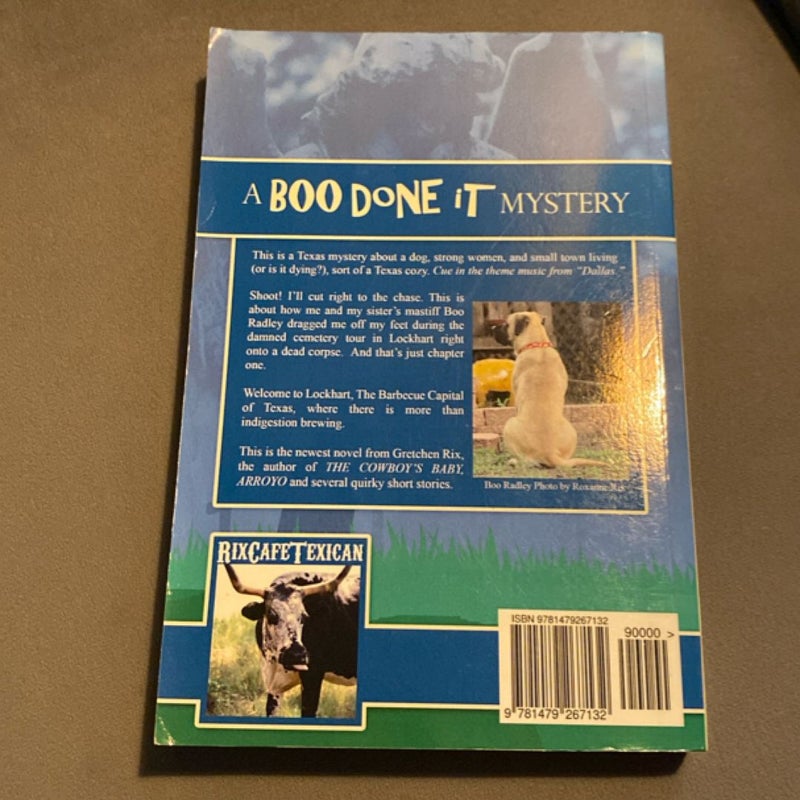 A BOO DONE iT MYSTERY
This is a Texas mystery about a dog, strong women, and small town living
(or is it dying?), sort of a Texas cozy. Cue in the theme music from "Dallas."
Shoot! I'll cut right to the chase. This is
about how me and my sister's mastiff Boo
Radley dragged me off my feet during the
damned cemetery tour in Lockhart right
onto a dead corpse. And that's just chapter
one.
Welcome to Lockhart, The Barbecue Capital
of Texas, where there is more than
indigestion brewing.
This is the newest novel from Gretchen Rix,
the author of THE COWBOY'S BABY,
ARROYO and several quirky short stories.
Boo Radley Photo by Roxanne Rix
RIXCAFETEXICAN
ISBN 9781479267132
90000 >
9 781479 267132